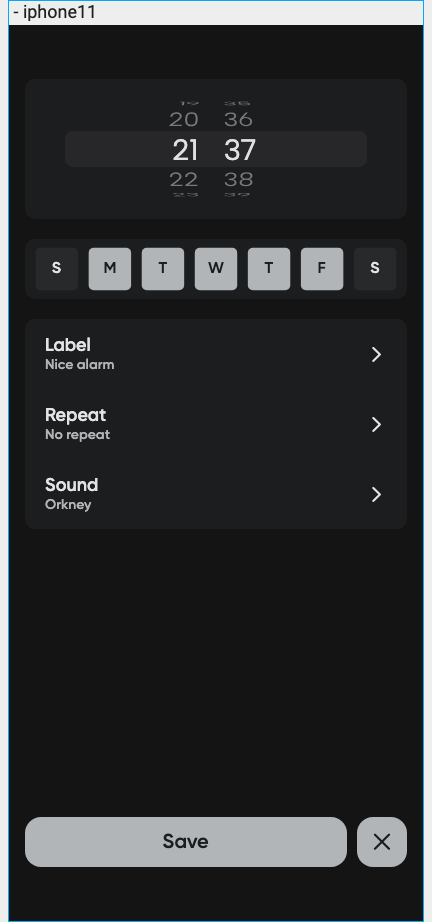 - iphone11
19 35
20 36
21 37
22 38
23 39
S M T W T F S
Label
Nice alarm
Repeat
No repeat
Sound
Orkney
Save